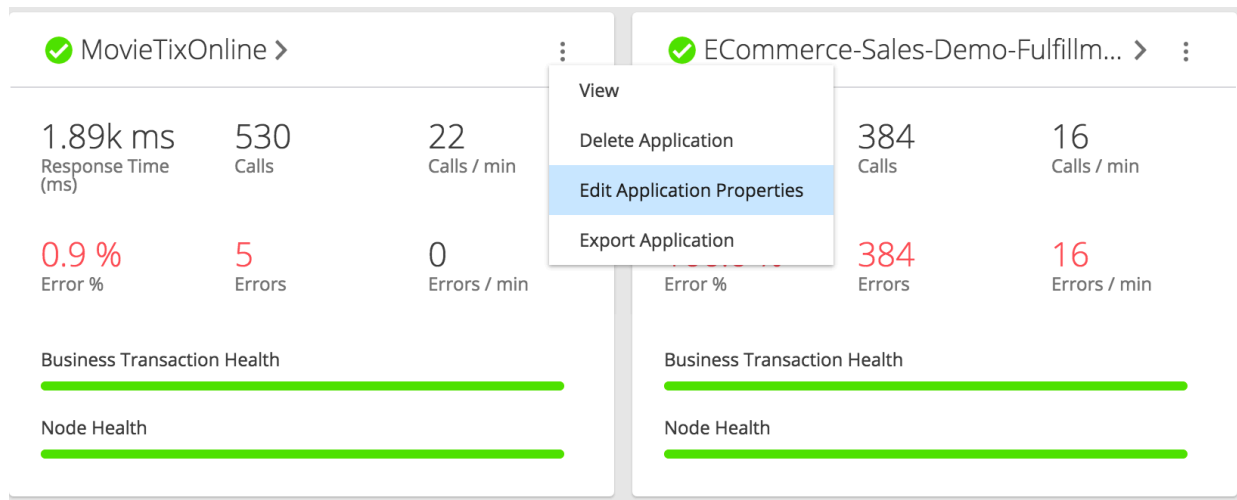 MovieTixOnline
1.89k ms
Response Time
(ms)
530
Calls
22
Calls / min
0.9 %
Error %
5
Errors
0
Errors / min
Business Transaction Health
Node Health
View
Delete Application
Edit Application Properties
Export Application
ECommerce-Sales-Demo-Fulfillm...
384
Calls
16
Calls / min
Error %
384
Errors
16
Errors / min
Business Transaction Health
Node Health